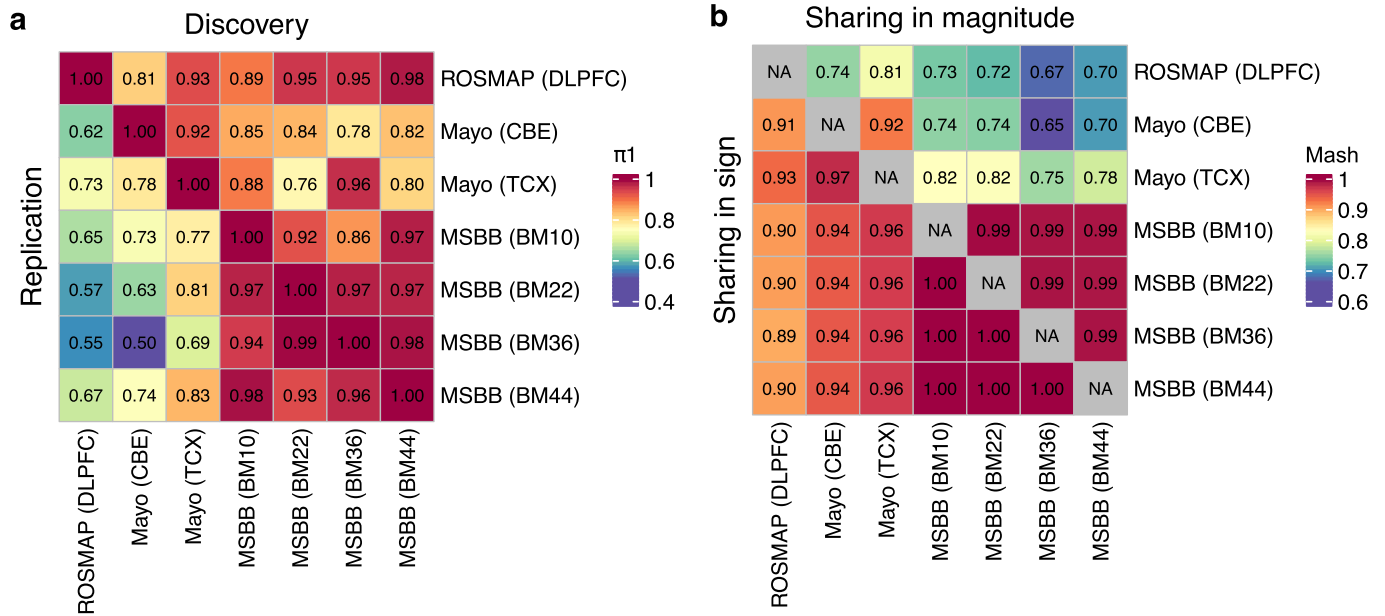 a
Discovery
Replication
1.00 0.81 0.93 0.89 0.95 0.95 0.98 ROSMAP (DLPFC)
0.62 1.00 0.92 0.85 0.84 0.78 0.82 Mayo (CBE)
0.73 0.78 1.00 0.88 0.76 0.96 0.80 Mayo (TCX)
0.65 0.73 0.77 1.00 0.92 0.86 0.97 MSBB (BM10)
0.57 0.63 0.81 0.97 1.00 0.97 0.97 MSBB (BM22)
0.55 0.50 0.69 0.94 0.99 1.00 0.98 MSBB (BM36)
0.67 0.74 0.83 0.98 0.93 0.96 1.00 MSBB (BM44)
ROSMAP (DLPFC)
Mayo (CBE)
Mayo (TCX)
MSBB (BM10)
MSBB (BM22)
MSBB (BM36)
MSBB (BM44)
π1
1
0.8
0.6
0.4
b
Sharing in magnitude
Sharing in sign
NA 0.74 0.81 0.73 0.72 0.67 0.70 ROSMAP (DLPFC)
0.91 NA 0.92 0.74 0.74 0.65 0.70 Mayo (CBE)
0.93 0.97 NA 0.82 0.82 0.75 0.78 Mayo (TCX)
0.90 0.94 0.96 NA 0.99 0.99 0.99 MSBB (BM10)
0.90 0.94 0.96 1.00 NA 0.99 0.99 MSBB (BM22)
0.89 0.94 0.96 1.00 1.00 NA 0.99 MSBB (BM36)
0.90 0.94 0.96 1.00 1.00 1.00 NA MSBB (BM44)
ROSMAP (DLPFC)
Mayo (CBE)
Mayo (TCX)
MSBB (BM10)
MSBB (BM22)
MSBB (BM36)
MSBB (BM44)
Mash
1
0.9
0.8
0.7
0.6